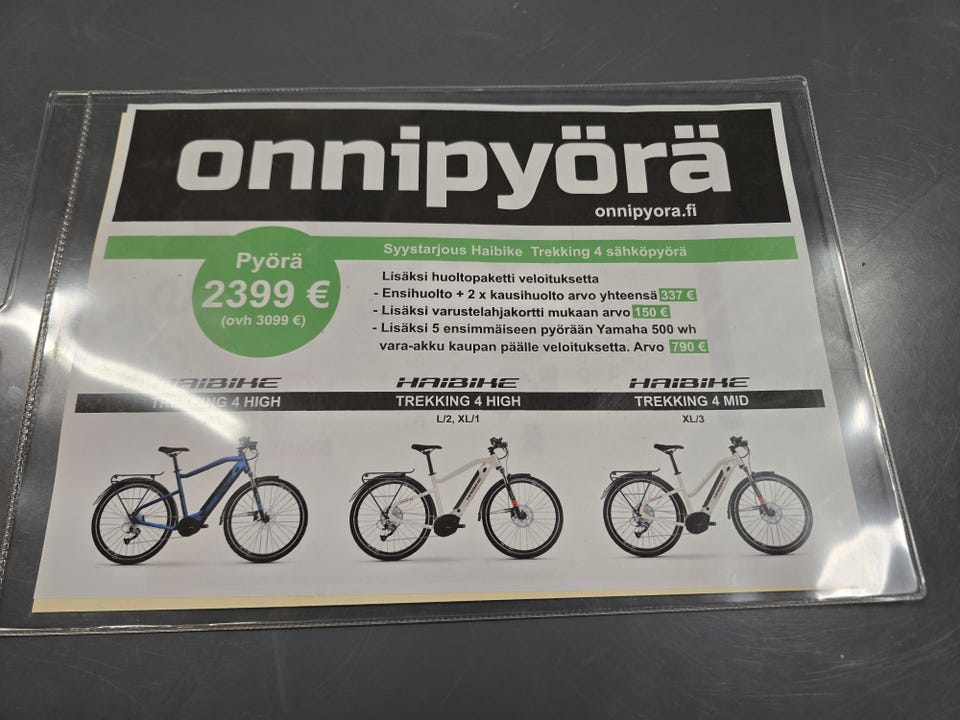 onnipyörä
onnipyora.fi
Syystarjous Haibike Trekking 4 sähköpyörä
Pyörä
2399 €
(ovh 3099 €)
Lisäksi huoltopaketti veloituksetta
- Ensihuolto + 2 x kausihuolto arvo yhteensä 337 €
- Lisäksi varustelahjakortti mukaan arvo 150 €
- Lisäksi 5 ensimmäiseen pyörään Yamaha 500 wh
vara-akku kaupan päälle veloituksetta. Arvo 790 €
HAIBIKE
TREKKING 4 HIGH
HAIBIKE
TREKKING 4 HIGH
L/2, XL/1
HAIBIKE
TREKKING 4 MID
XL/3